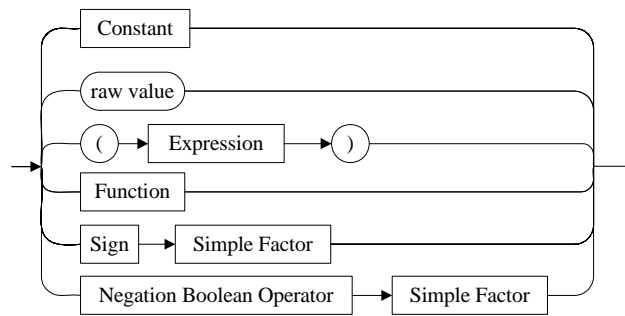 Constant
raw value
( Expression )
Function
Sign Simple Factor
Negation Boolean Operator Simple Factor